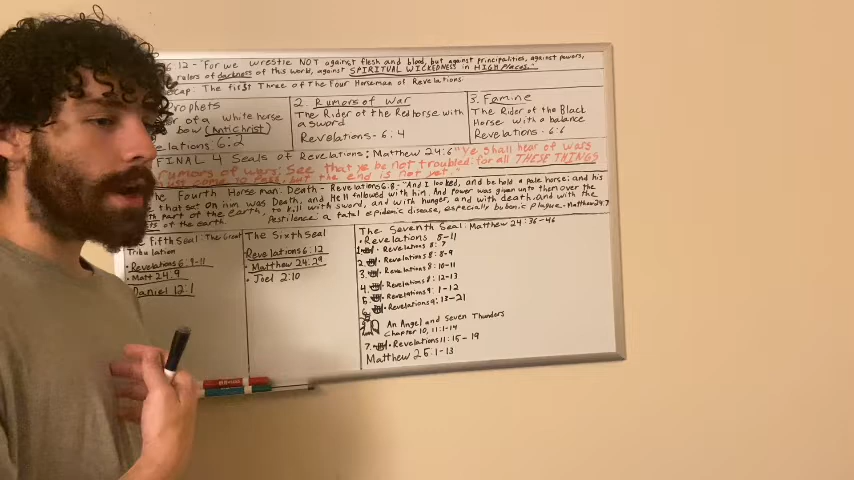 6:12 - "For we wrestle NOT against flesh and blood, but against principalities, against powers,
rulers of darkness of this world, against SPIRITUAL WICKEDNESS in HIGH Places."
cap: The first Three of The Four Horseman of Revelations
Prophets
er of a white horse
bow (Antichrist)
elations: 6:2
2. Rumors of War
The Rider of the Red horse with
a sword
Revelations - 6:4
3. Famine
The Rider of the Black
Horse with a balance
Revelations - 6:6
FINAL 4 Seals of Revelations; Matthew 24:6 "Ye shall hear of wars
rumors of wars; See that ye be not troubled: for all THESE THINGS
must come to pass, but the end is not yet."
The Fourth Horseman: Death - Revelations 6:8 - "And I looked, and behold a pale horse; and his
that sat on him was Death, and Hell followed with him. And Power was given unto them over the
th part of the earth, to kill with sword, and with hunger, and with death, and with the
sts of the earth. Pestilence: a fatal epidemic disease, especially bubonic plague. - Matthew 24:7
Fifth Seal: The Great
Tribulation
• Revelations 6:9-11
• Matt 24:9
Daniel 12:1
The Sixth Seal
Revelations 6:12
• Matthew 24:29
• Joel 2:10
The Seventh Seal: Matthew 24:36-46
• Revelations 8-11
1. • Revelations 8:7
2. • Revelations 8:8-9
3. • Revelations 8:10-11
4. • Revelations 8:12-13
5. • Revelations 9:1-12
6. • Revelations 9:13-21
An Angel and Seven Thunders
Chapter 10, 11:1-14
7. • Revelations 11:15-19
Matthew 25:1-13